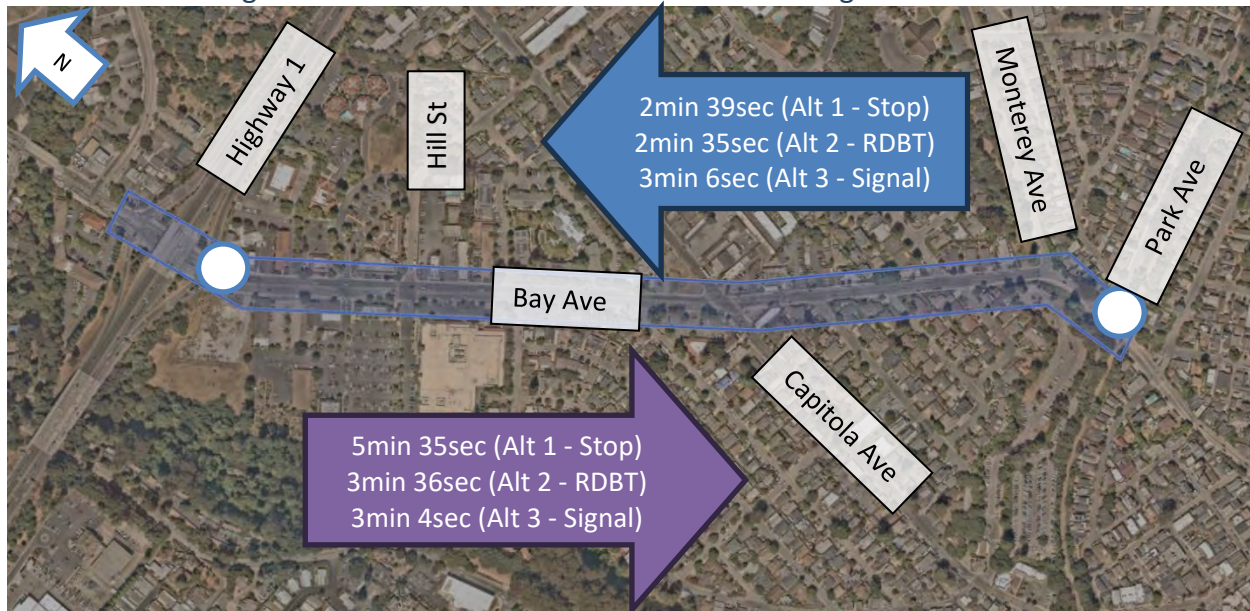 N
Highway 1
Hill St
2min 39sec (Alt 1 - Stop)
2min 35sec (Alt 2 - RDBT)
3min 6sec (Alt 3 - Signal)
Monterey Ave
Park Ave
Bay Ave
5min 35sec (Alt 1 - Stop)
3min 36sec (Alt 2 - RDBT)
3min 4sec (Alt 3 - Signal)
Capitola Ave